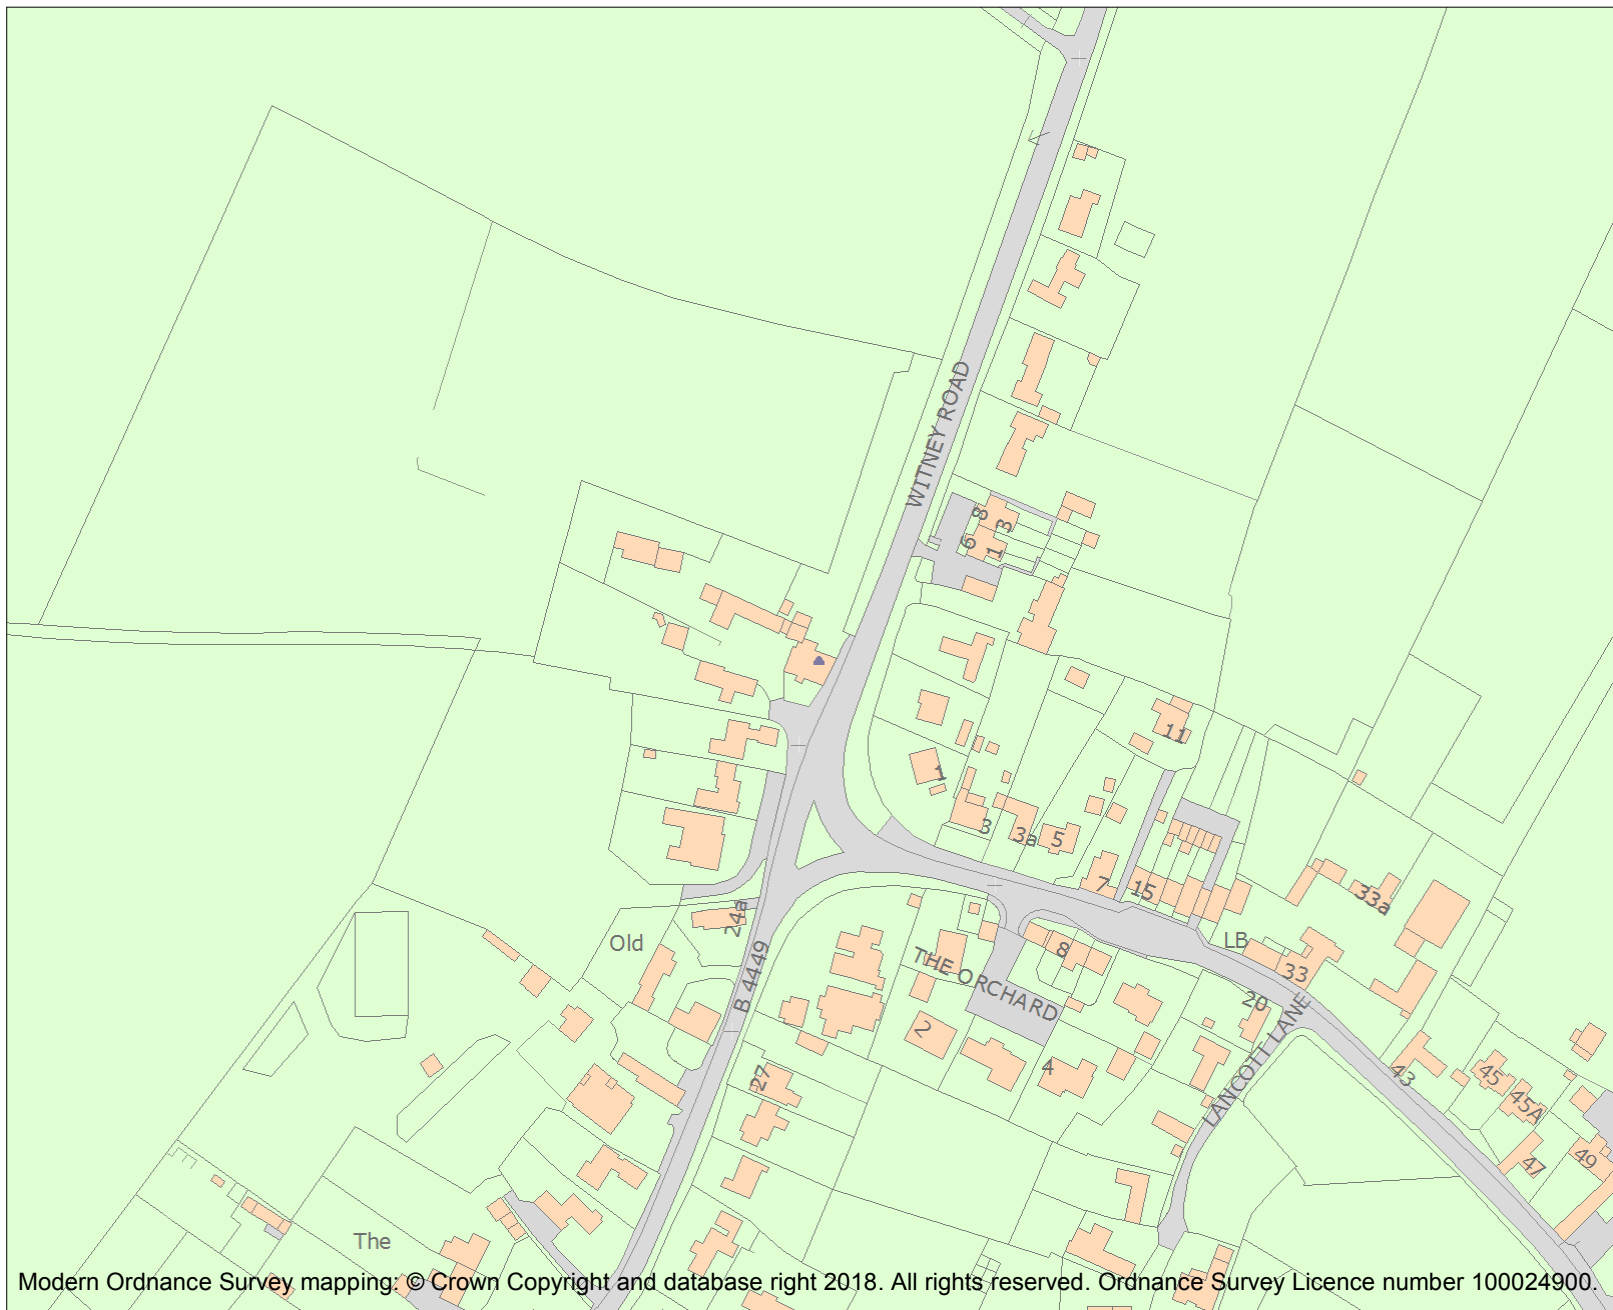 WITNEY ROAD
8
3
6
1
11
1
3
3a
5
7
15
33a
24a
Old
LB
8
33
B 4449
THE ORCHARD
20
2
LANCOTT LANE
4
27
43
45
45A
47
49
The
Modern Ordnance Survey mapping: © Crown Copyright and database right 2018. All rights reserved. Ordnance Survey Licence number 100024900.